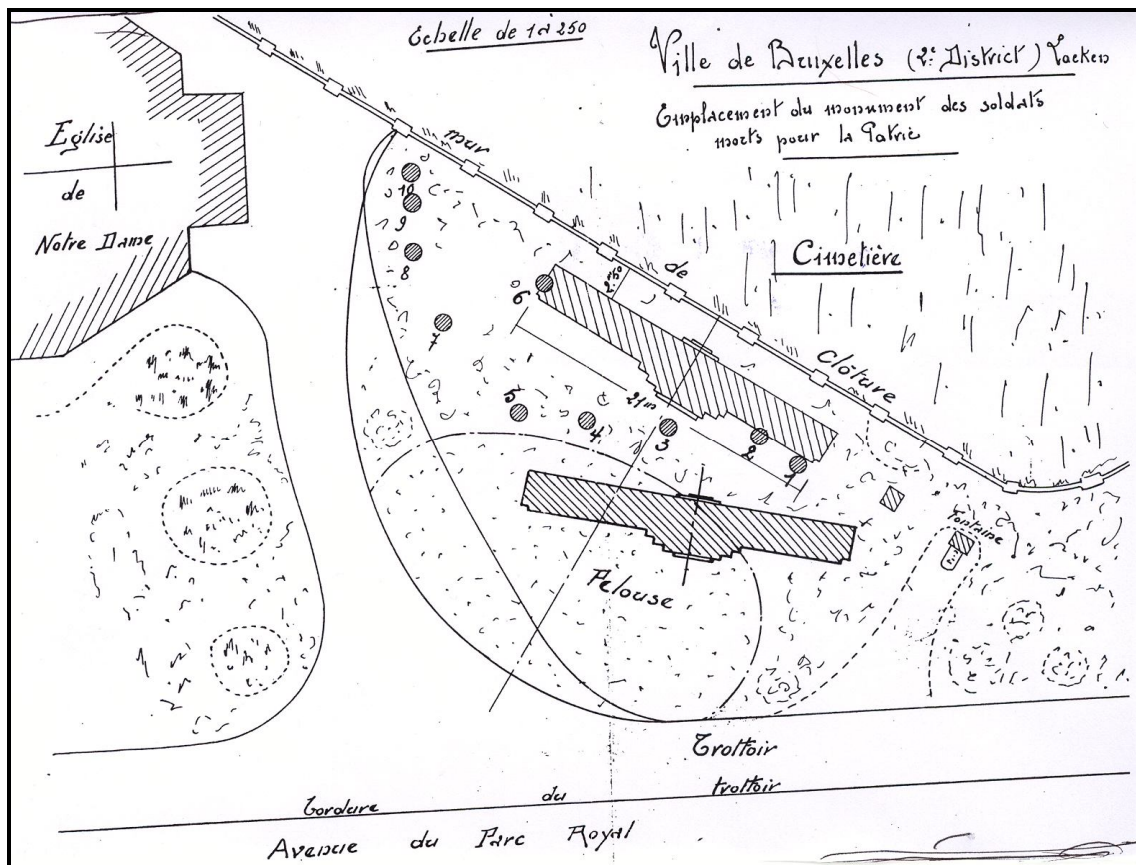 Echelle de 1 à 250
Ville de Bruxelles (2e District) Laeken
Emplacement du monument des soldats
morts pour la Patrie
Eglise
de
Notre Dame
mur
de
Clôture
Cimetière
2m50
21m
10
9
8
7
6
5
4
3
2
1
Fontaine
Pelouse
Trottoir
bordure du trottoir
Avenue du Parc Royal